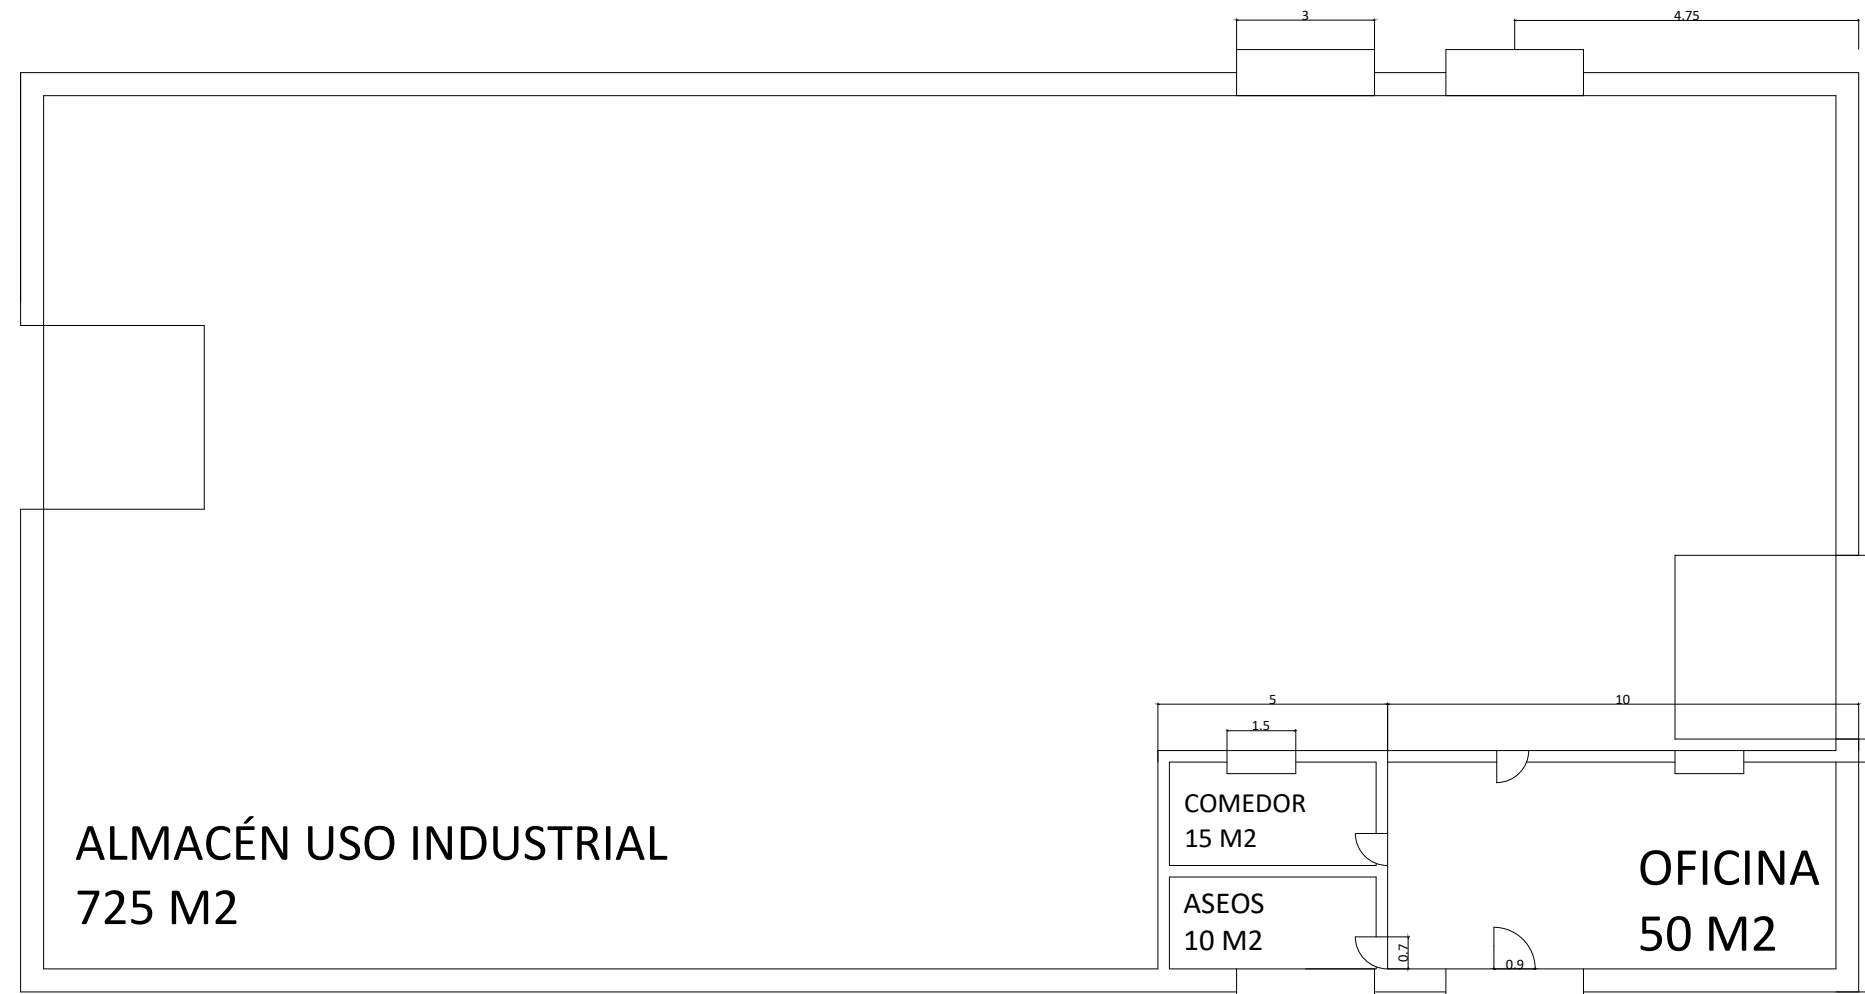 3
4.75
5
10
1.5
COMEDOR
15 M2
ALMACÉN USO INDUSTRIAL
725 M2
OFICINA
50 M2
ASEOS
10 M2
0.7
0.9